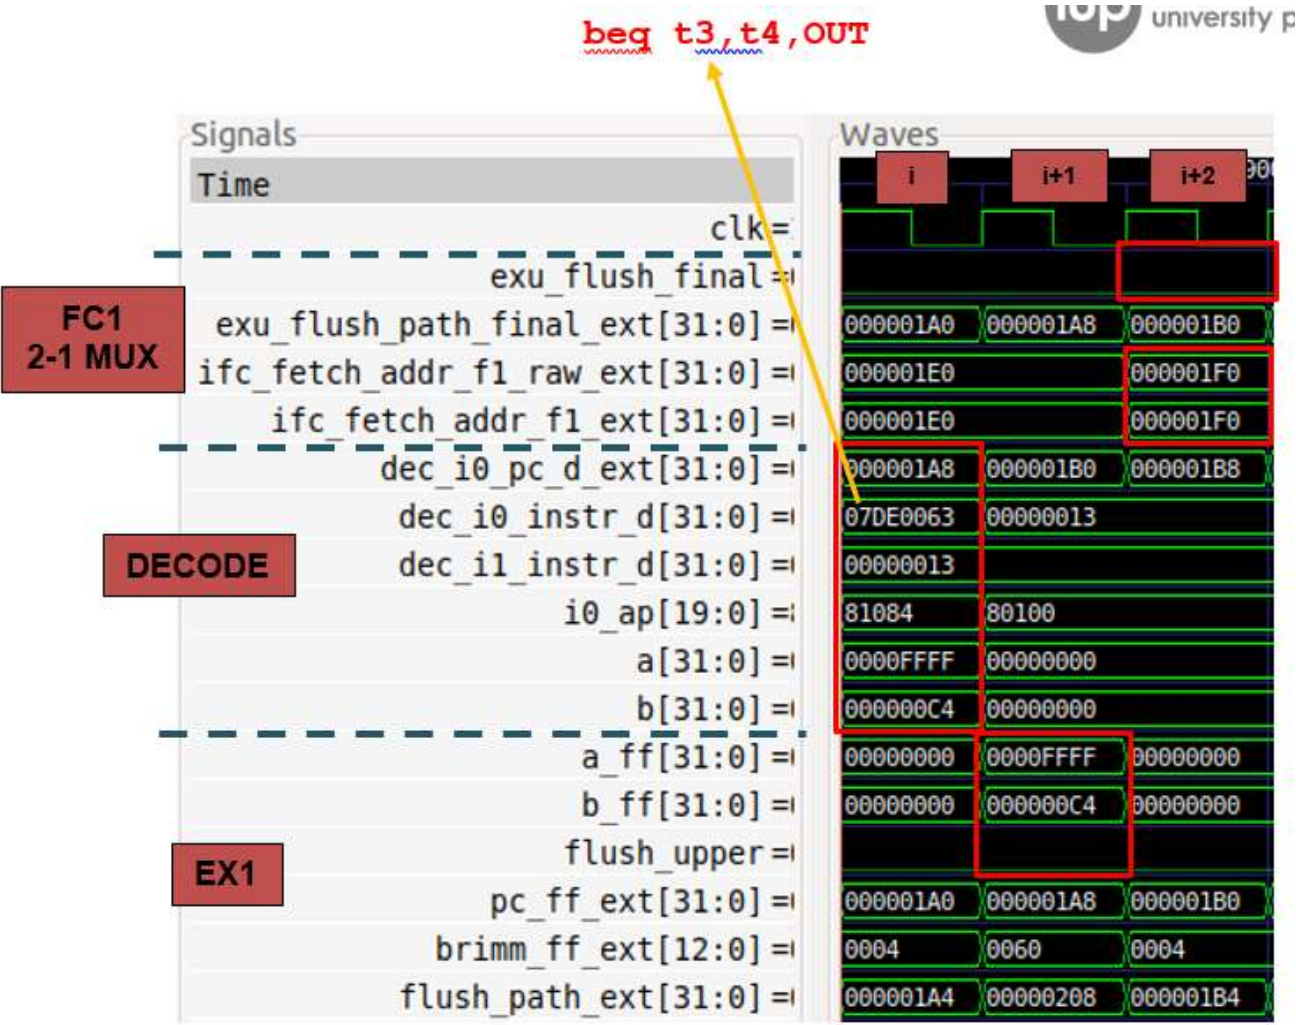 university p
beq t3,t4,OUT
Signals
Waves
Time
i
i+1
i+2
clk=
FC1
2-1 MUX
exu_flush_final=
exu_flush_path_final_ext[31:0]= 000001A0 000001A8 000001B0
ifc_fetch_addr_f1_raw_ext[31:0]= 000001E0 000001F0
ifc_fetch_addr_f1_ext[31:0]= 000001E0 000001F0
DECODE
dec_i0_pc_d_ext[31:0]= 000001A8 000001B0 000001B8
dec_i0_instr_d[31:0]= 07DE0063 00000013
dec_i1_instr_d[31:0]= 00000013
i0_ap[19:0]= 81084 80100
a[31:0]= 0000FFFF 00000000
b[31:0]= 000000C4 00000000
EX1
a_ff[31:0]= 00000000 0000FFFF 00000000
b_ff[31:0]= 00000000 000000C4 00000000
flush_upper=
pc_ff_ext[31:0]= 000001A0 000001A8 000001B0
brimm_ff_ext[12:0]= 0004 0060 0004
flush_path_ext[31:0]= 000001A4 00000208 000001B4